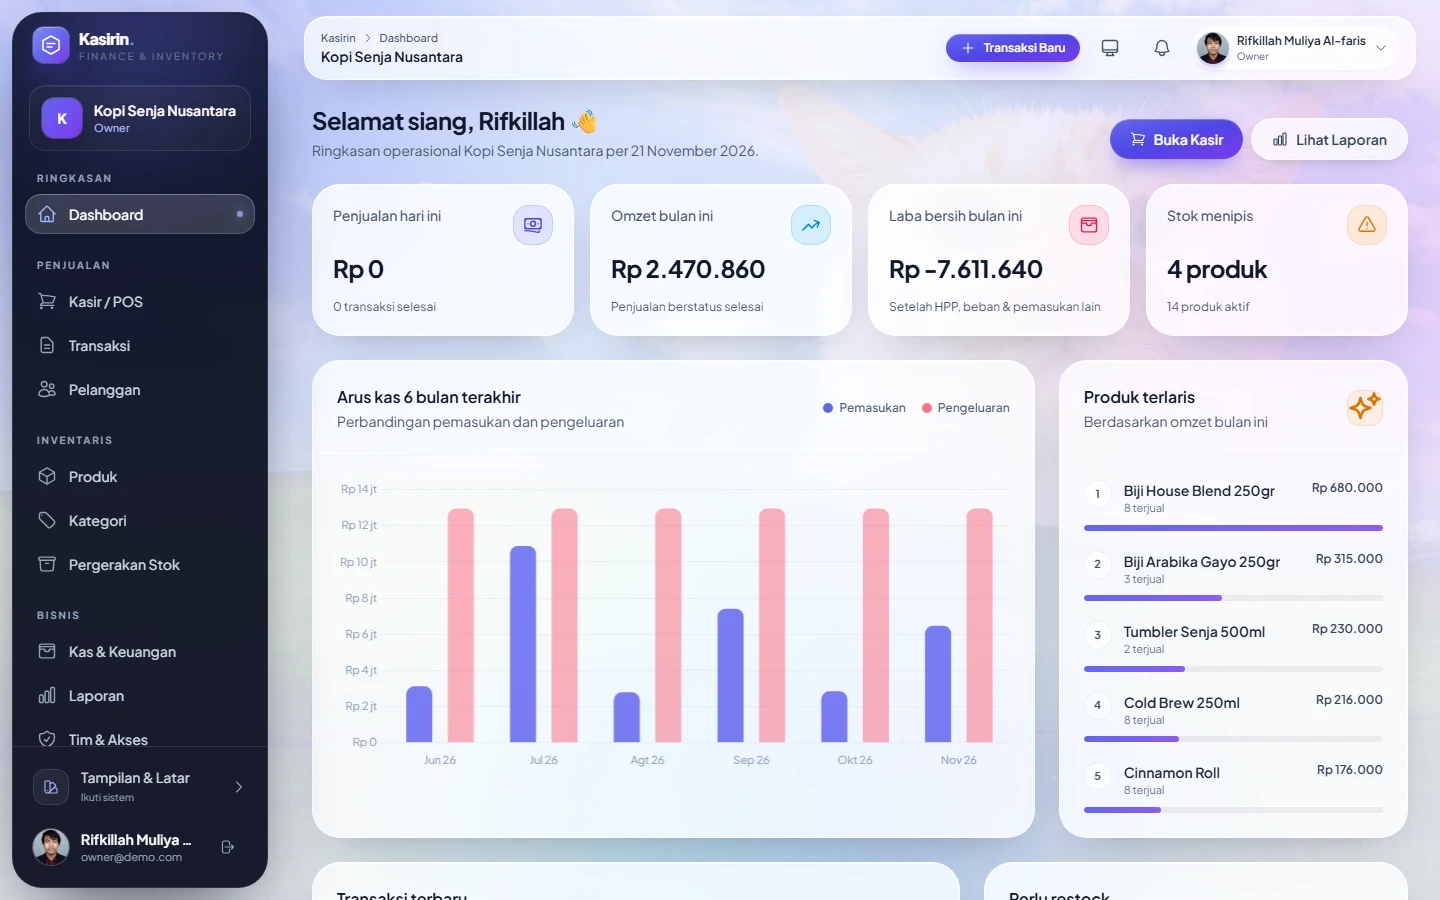 Kasirin.
FINANCE & INVENTORY
K
Kopi Senja Nusantara
Owner
RINGKASAN
Dashboard
PENJUALAN
Kasir / POS
Transaksi
Pelanggan
INVENTARIS
Produk
Kategori
Pergerakan Stok
BISNIS
Kas & Keuangan
Laporan
Tim & Akses
Tampilan & Latar
Ikuti sistem
Rifkillah Muliya ...
owner@demo.com
Kasirin > Dashboard
Kopi Senja Nusantara
Transaksi Baru
Rifkillah Muliya Al-faris
Owner
Selamat siang, Rifkillah 👋
Ringkasan operasional Kopi Senja Nusantara per 21 November 2026.
Buka Kasir
Lihat Laporan
Penjualan hari ini
Rp 0
0 transaksi selesai
Omzet bulan ini
Rp 2.470.860
Penjualan berstatus selesai
Laba bersih bulan ini
Rp -7.611.640
Setelah HPP, beban & pemasukan lain
Stok menipis
4 produk
14 produk aktif
Arus kas 6 bulan terakhir
Perbandingan pemasukan dan pengeluaran
Pemasukan
Pengeluaran
Rp 14 jt
Rp 12 jt
Rp 10 jt
Rp 8 jt
Rp 6 jt
Rp 4 jt
Rp 2 jt
Rp 0
Jun 26
Jul 26
Agt 26
Sep 26
Okt 26
Nov 26
Produk terlaris
Berdasarkan omzet bulan ini
1
Biji House Blend 250gr
Rp 680.000
8 terjual
2
Biji Arabika Gayo 250gr
Rp 315.000
3 terjual
3
Tumbler Senja 500ml
Rp 230.000
2 terjual
4
Cold Brew 250ml
Rp 216.000
8 terjual
5
Cinnamon Roll
Rp 176.000
8 terjual
Transaksi terbaru
Perlu restock